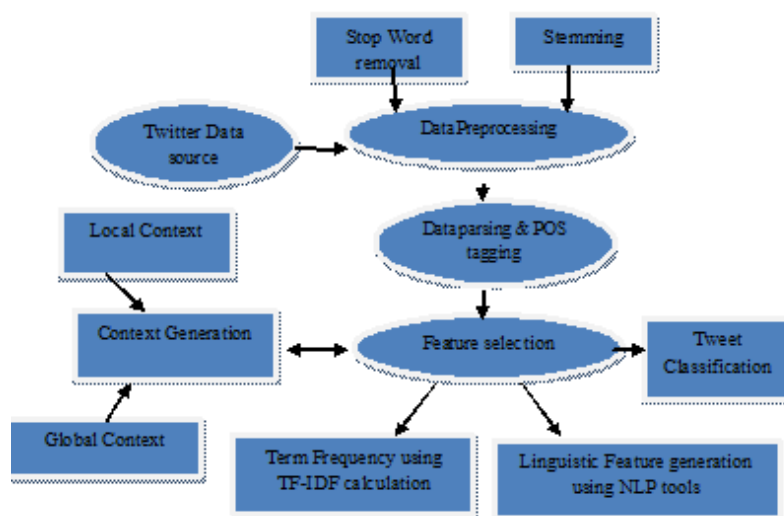 Stop Word
removal
Stemming
Twitter Data
source
DataPreprocessing
Local Context
Dataparsing & POS
tagging
Context Generation
Feature selection
Tweet
Classification
Global Context
Term Frequency using
TF-IDF calculation
Linguistic Feature generation
using NLP tools